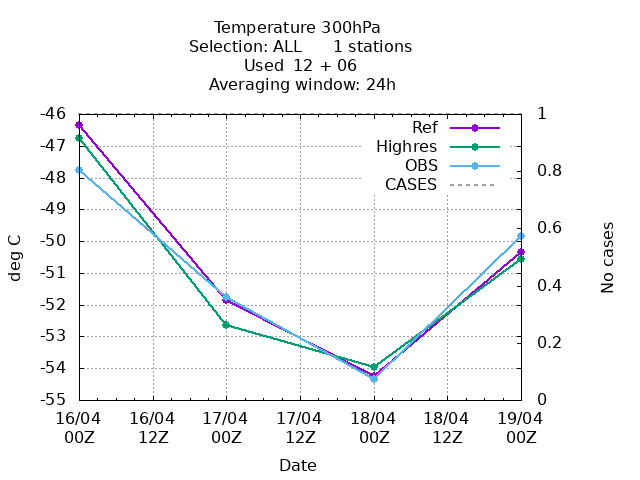 Temperature 300hPa
Selection: ALL      1 stations
Used  12 + 06
Averaging window: 24h
-46
-47
-48
-49
-50
-51
-52
-53
-54
-55
deg C
1
0.8
0.6
0.4
0.2
0
No cases
Ref
Highres
OBS
CASES
16/04 16/04 17/04 17/04 18/04 18/04 19/04
00Z 12Z 00Z 12Z 00Z 12Z 00Z
Date